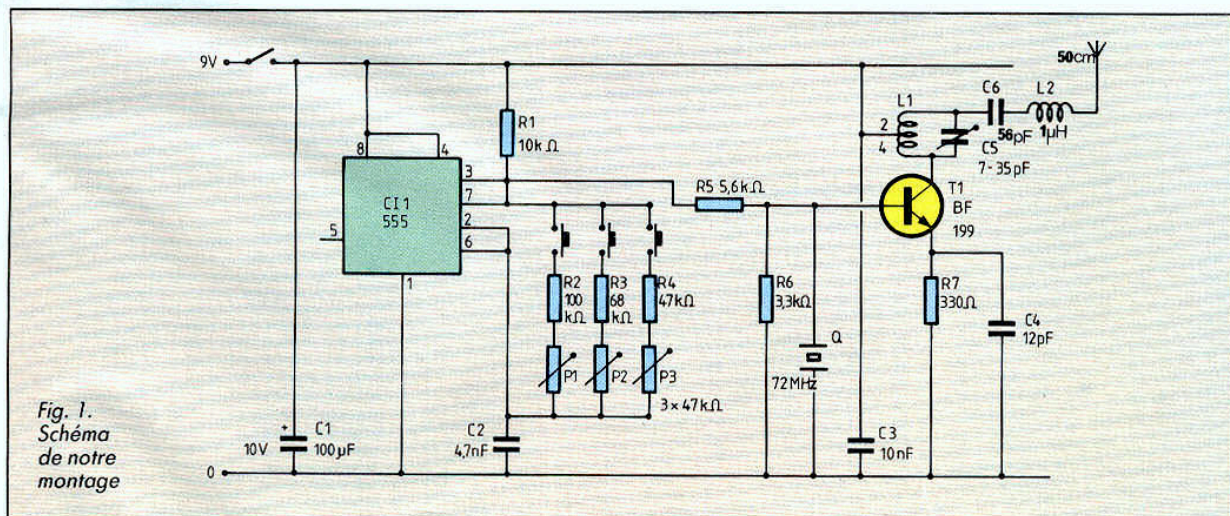 9V
50cm
C6
L2
L1
R1
10kΩ
2
4
56pF
1µH
C5
7-35pF
8
4
3
7
2
6
5
1
CI1
555
R5 5,6kΩ
T1
BF
199
R2
100
kΩ
R3
68
kΩ
R4
47kΩ
R6
3,3kΩ
R7
330Ω
C4
12pF
Q
72MHz
P1
P2
P3
3×47kΩ
Fig. 1.
Schéma
de notre
montage
+
10V
C1
100µF
C2
4,7nF
C3
10nF
0